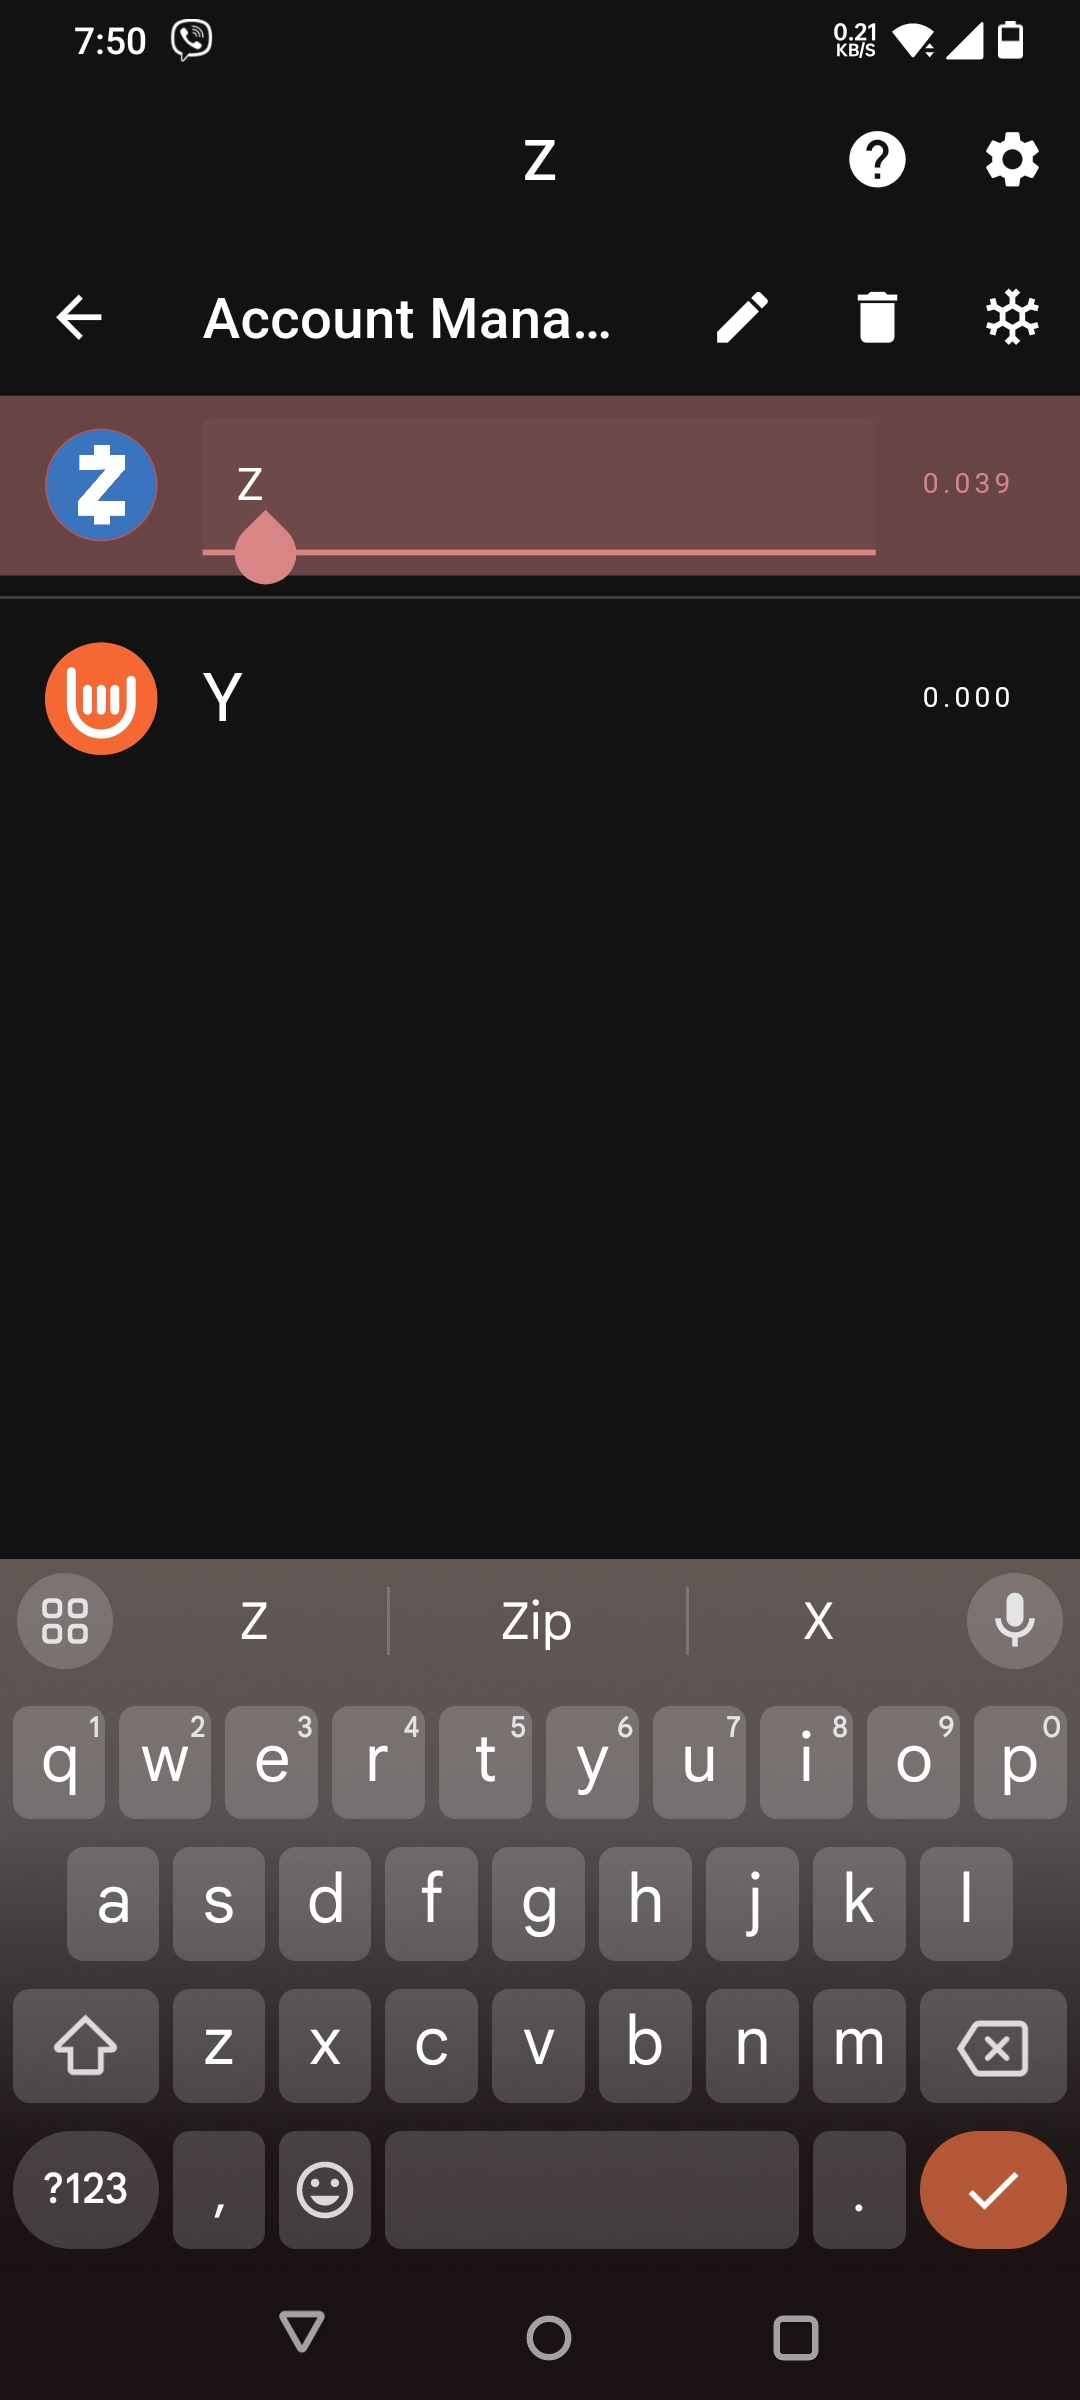 7:50
0.21
KB/S
Z
Account Mana...
Z
0.039
Y
0.000
Z Zip X
q 1 w 2 e 3 r 4 t 5 y 6 u 7 i 8 o 9 p 0
a s d f g h j k l
z x c v b n m
?123 , .